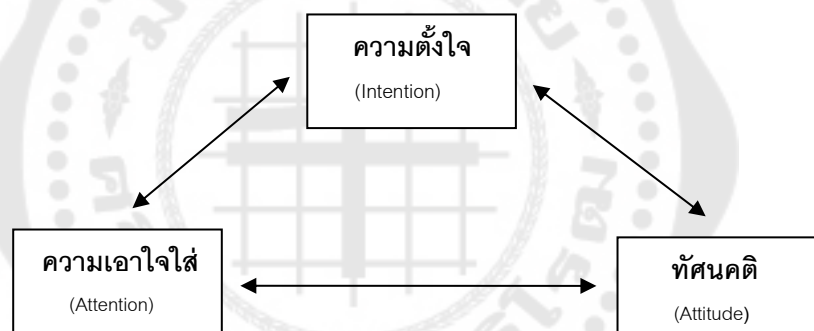 ความตั้งใจ
(Intention)
ความเอาใจใส่
(Attention)
ทัศนคติ
(Attitude)